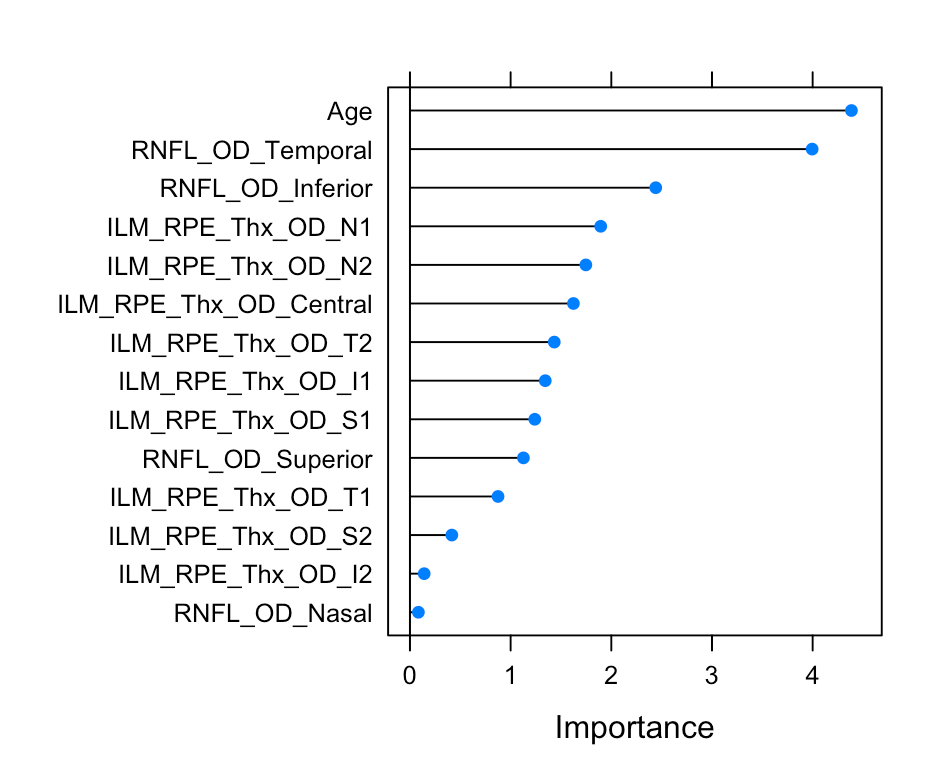 Age
RNFL_OD_Temporal
RNFL_OD_Inferior
ILM_RPE_Thx_OD_N1
ILM_RPE_Thx_OD_N2
ILM_RPE_Thx_OD_Central
ILM_RPE_Thx_OD_T2
ILM_RPE_Thx_OD_I1
ILM_RPE_Thx_OD_S1
RNFL_OD_Superior
ILM_RPE_Thx_OD_T1
ILM_RPE_Thx_OD_S2
ILM_RPE_Thx_OD_I2
RNFL_OD_Nasal
0 1 2 3 4
Importance